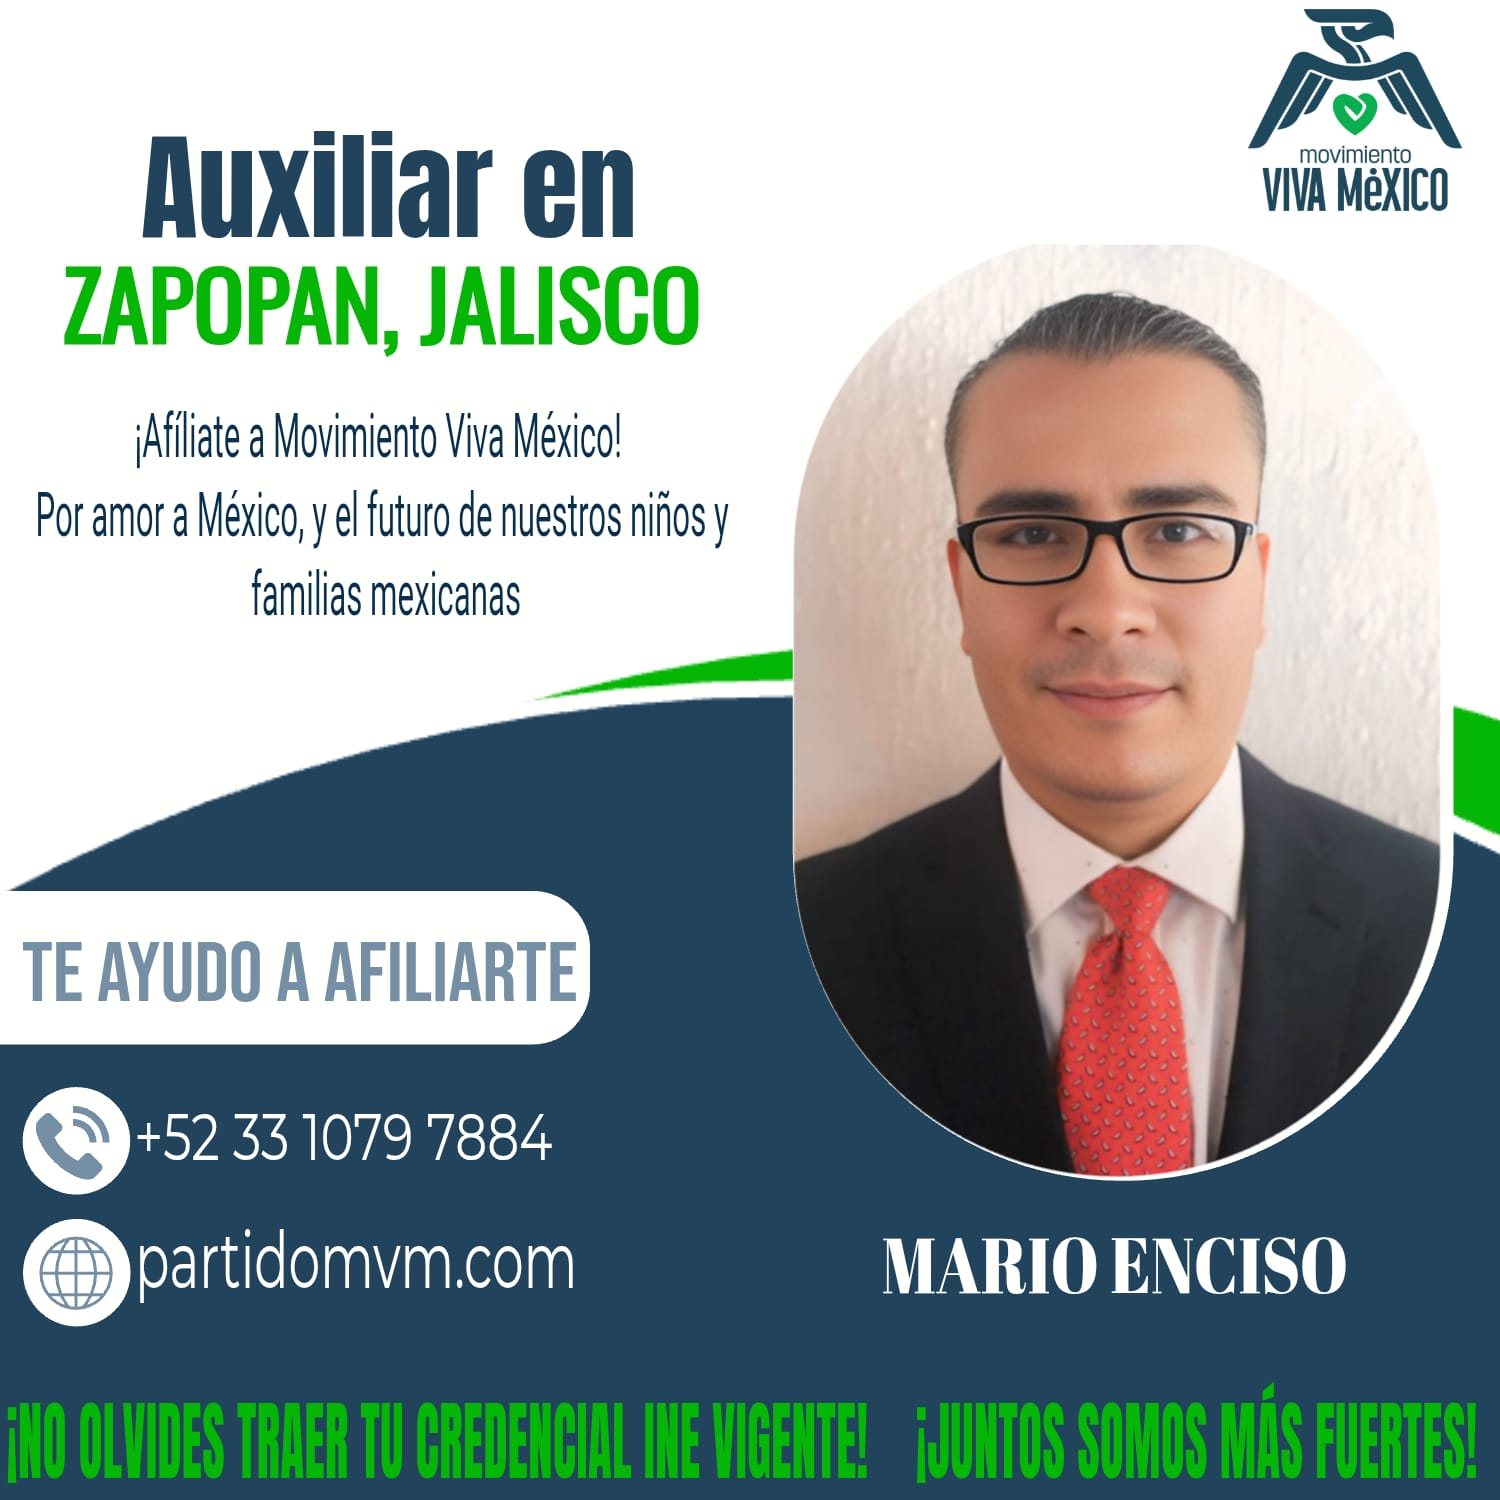 movimiento
VIVA MéXICO
Auxiliar en
ZAPOPAN, JALISCO
¡Afíliate a Movimiento Viva México!
Por amor a México, y el futuro de nuestros niños y
familias mexicanas
TE AYUDO A AFILIARTE
+52 33 1079 7884
partidomvm.com
MARIO ENCISO
¡NO OLVIDES TRAER TU CREDENCIAL INE VIGENTE! ¡JUNTOS SOMOS MÁS FUERTES!